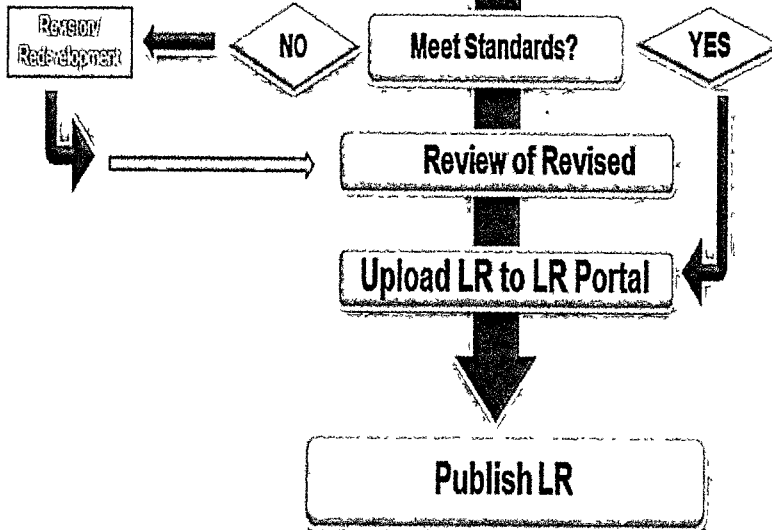 Revision/
Redevelopment
NO
Meet Standards?
YES
Review of Revised
Upload LR to LR Portal
Publish LR